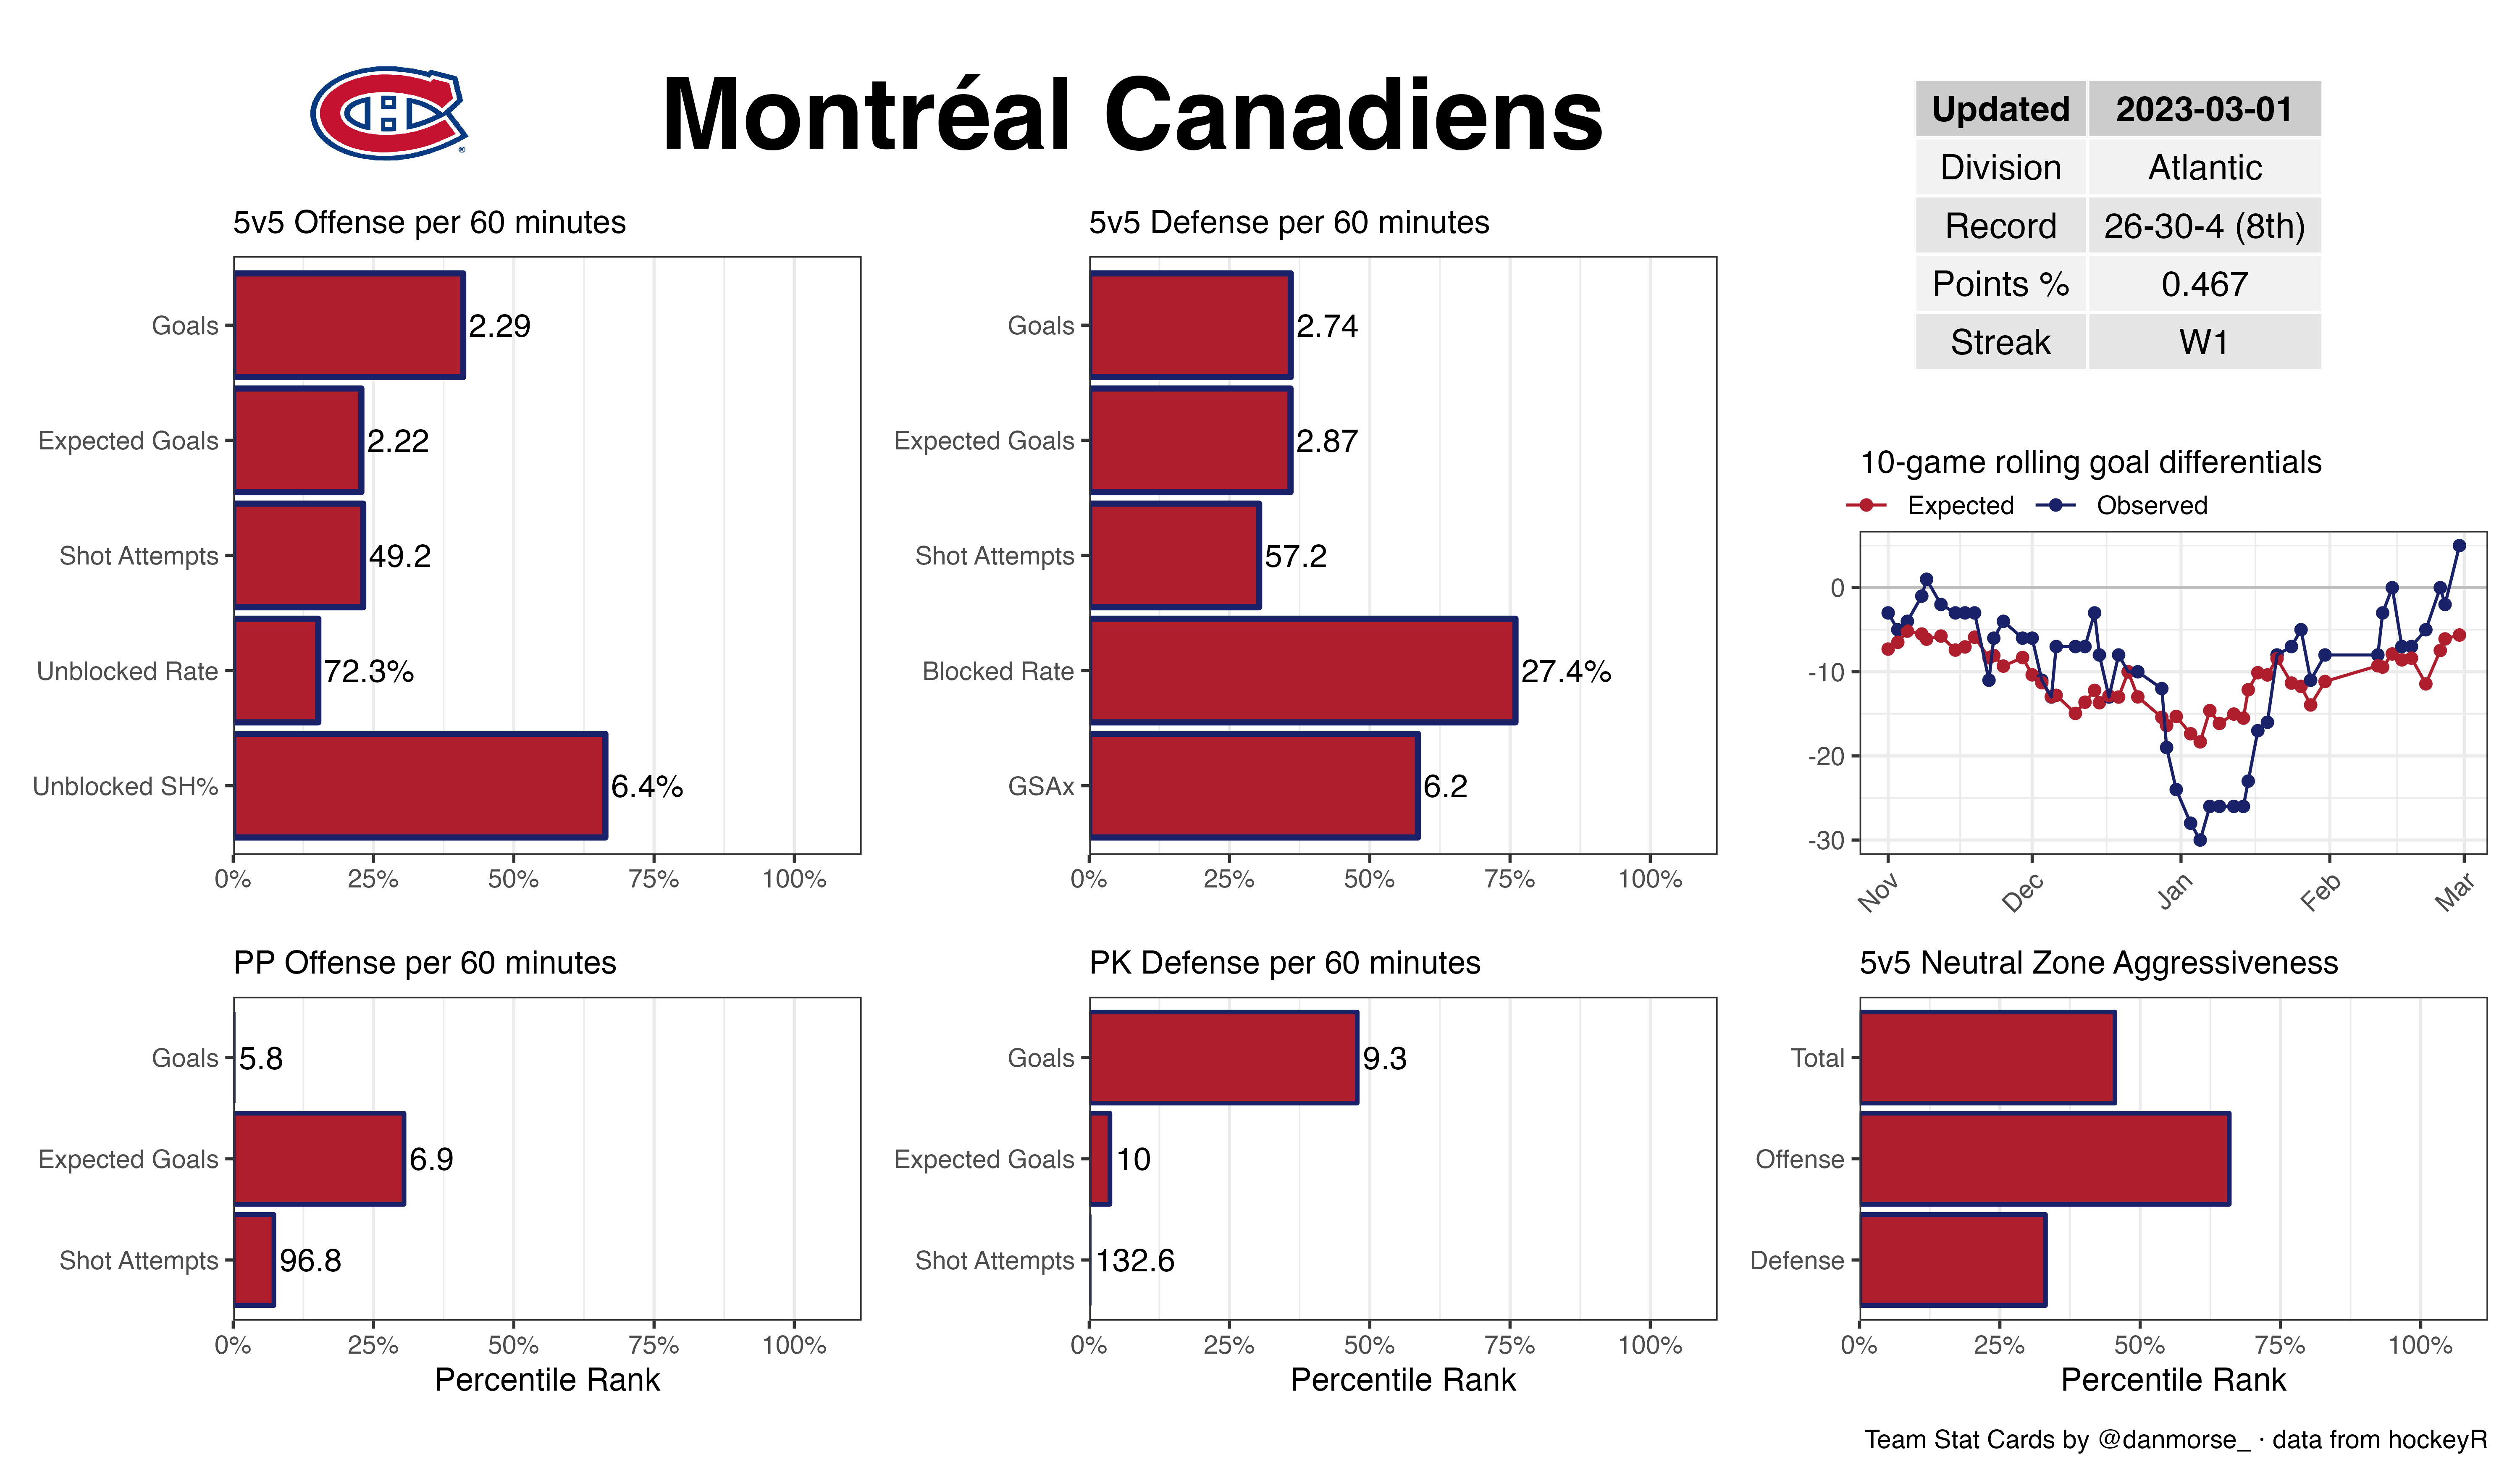 Montréal Canadiens
Updated 2023-03-01
Division Atlantic
Record 26-30-4 (8th)
Points % 0.467
Streak W1
5v5 Offense per 60 minutes
Goals 2.29
Expected Goals 2.22
Shot Attempts 49.2
Unblocked Rate 72.3%
Unblocked SH% 6.4%
0% 25% 50% 75% 100%
5v5 Defense per 60 minutes
Goals 2.74
Expected Goals 2.87
Shot Attempts 57.2
Blocked Rate 27.4%
GSAx 6.2
0% 25% 50% 75% 100%
10-game rolling goal differentials
Expected Observed
0
-10
-20
-30
Nov Dec Jan Feb Mar
PP Offense per 60 minutes
Goals 5.8
Expected Goals 6.9
Shot Attempts 96.8
0% 25% 50% 75% 100%
Percentile Rank
PK Defense per 60 minutes
Goals 9.3
Expected Goals 10
Shot Attempts 132.6
0% 25% 50% 75% 100%
Percentile Rank
5v5 Neutral Zone Aggressiveness
Total
Offense
Defense
0% 25% 50% 75% 100%
Percentile Rank
Team Stat Cards by @danmorse_ · data from hockeyR